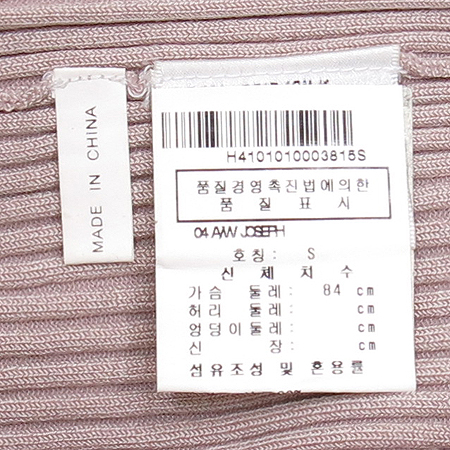 MADE IN CHINA
H4101010003815S
품질경영촉진법에의한
품 질 표 시
04 A/W JOSEPH
호칭: S
신 체 치 수
가슴 둘레: 84 cm
허리 둘레: cm
엉덩이둘레: cm
신 장: cm
섬유조성 및 혼용률